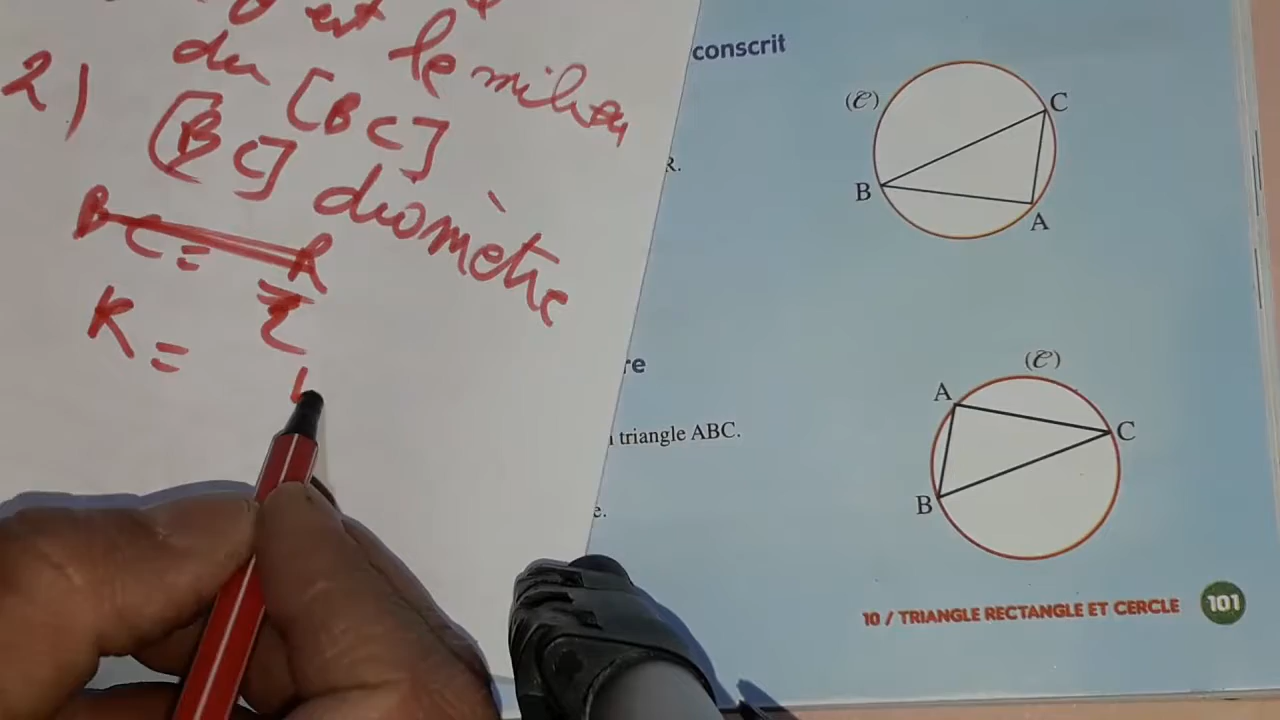 est
du le milieu
2) [BC]
[BC] diamètre
BC = R
R = 2
conscrit
R.
(𝒞)
C
B
A
re
triangle ABC.
e.
(𝒞)
A
C
B
10 / TRIANGLE RECTANGLE ET CERCLE 101